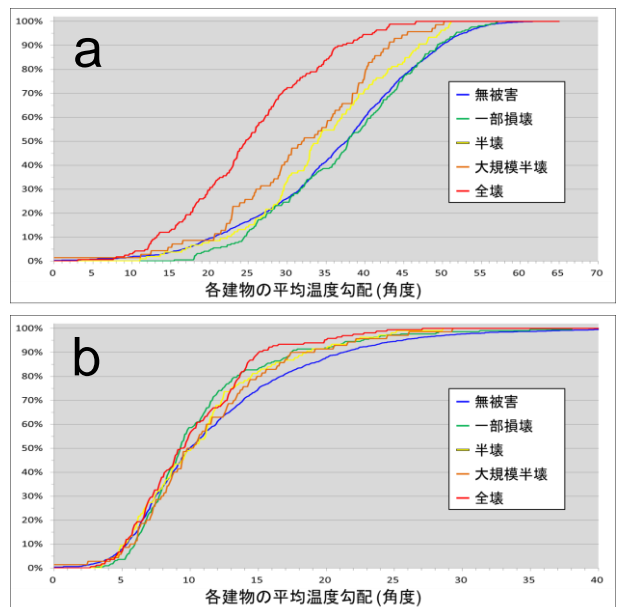 a
100%
90%
80%
70%
60%
50%
40%
30%
20%
10%
0%
無被害
一部損壊
半壊
大規模半壊
全壊
0 5 10 15 20 25 30 35 40 45 50 55 60 65 70
各建物の平均温度勾配 (角度)
b
100%
90%
80%
70%
60%
50%
40%
30%
20%
10%
0%
無被害
一部損壊
半壊
大規模半壊
全壊
0 5 10 15 20 25 30 35 40
各建物の平均温度勾配 (角度)